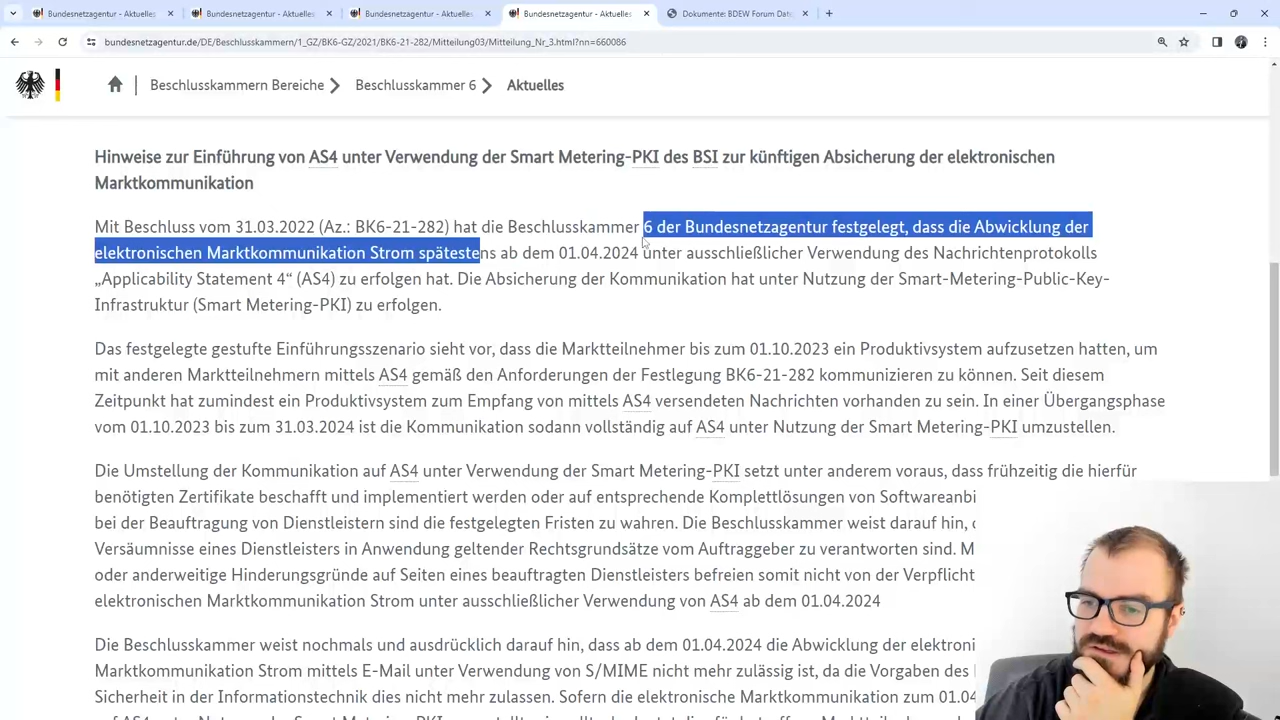 Bundesnetzagentur - Aktuelles
Bundesnetzagentur - Aktuelles
Bundesnetzagentur - Aktuelles
Bundesnetzagentur - Aktuelles
Dokumente: BDEW Forum Date
bundesnetzagentur.de/DE/Beschlusskammern/1_GZ/BK6-GZ/2021/BK6-21-282/Mitteilung03/Mitteilung_Nr_3.html?nn=660086
Beschlusskammern Bereiche
Beschlusskammer 6
Aktuelles
Hinweise zur Einführung von AS4 unter Verwendung der Smart Metering-PKI des BSI zur künftigen Absicherung der elektronischen
Marktkommunikation
Mit Beschluss vom 31.03.2022 (Az.: BK6-21-282) hat die Beschlusskammer 6 der Bundesnetzagentur festgelegt, dass die Abwicklung der
elektronischen Marktkommunikation Strom spätestens ab dem 01.04.2024 unter ausschließlicher Verwendung des Nachrichtenprotokolls
„Applicability Statement 4“ (AS4) zu erfolgen hat. Die Absicherung der Kommunikation hat unter Nutzung der Smart-Metering-Public-Key-
Infrastruktur (Smart Metering-PKI) zu erfolgen.
Das festgelegte gestufte Einführungsszenario sieht vor, dass die Marktteilnehmer bis zum 01.10.2023 ein Produktivsystem aufzusetzen hatten, um
mit anderen Marktteilnehmern mittels AS4 gemäß den Anforderungen der Festlegung BK6-21-282 kommunizieren zu können. Seit diesem
Zeitpunkt hat zumindest ein Produktivsystem zum Empfang von mittels AS4 versendeten Nachrichten vorhanden zu sein. In einer Übergangsphase
vom 01.10.2023 bis zum 31.03.2024 ist die Kommunikation sodann vollständig auf AS4 unter Nutzung der Smart Metering-PKI umzustellen.
Die Umstellung der Kommunikation auf AS4 unter Verwendung der Smart Metering-PKI setzt unter anderem voraus, dass frühzeitig die hierfür
benötigten Zertifikate beschafft und implementiert werden oder auf entsprechende Komplettlösungen von Softwareanbi
bei der Beauftragung von Dienstleistern sind die festgelegten Fristen zu wahren. Die Beschlusskammer weist darauf hin,
Versäumnisse eines Dienstleisters in Anwendung geltender Rechtsgrundsätze vom Auftraggeber zu verantworten sind. M
oder anderweitige Hinderungsgründe auf Seiten eines beauftragten Dienstleisters befreien somit nicht von der Verpflicht
elektronischen Marktkommunikation Strom unter ausschließlicher Verwendung von AS4 ab dem 01.04.2024
Die Beschlusskammer weist nochmals und ausdrücklich darauf hin, dass ab dem 01.04.2024 die Abwicklung der elektroni
Marktkommunikation Strom mittels E-Mail unter Verwendung von S/MIME nicht mehr zulässig ist, da die Vorgaben des
Sicherheit in der Informationstechnik dies nicht mehr zulassen. Sofern die elektronische Marktkommunikation zum 01.04